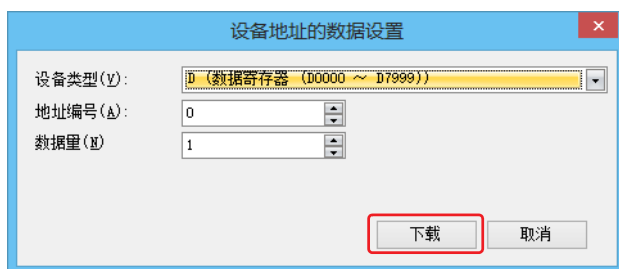 设备地址的数据设置
设备类型(V): D (数据寄存器 (D0000 ～ D7999))
地址编号(A): 0
数据量(N) 1
下载 取消